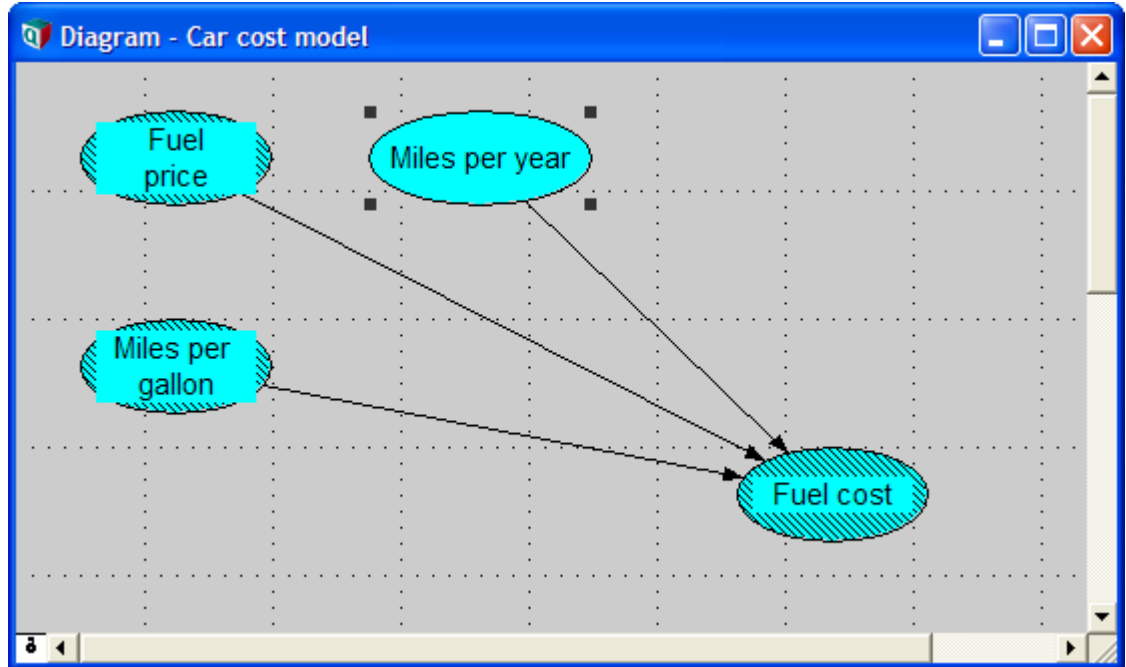 Diagram - Car cost model
Fuel
price
Miles per year
Miles per
gallon
Fuel cost